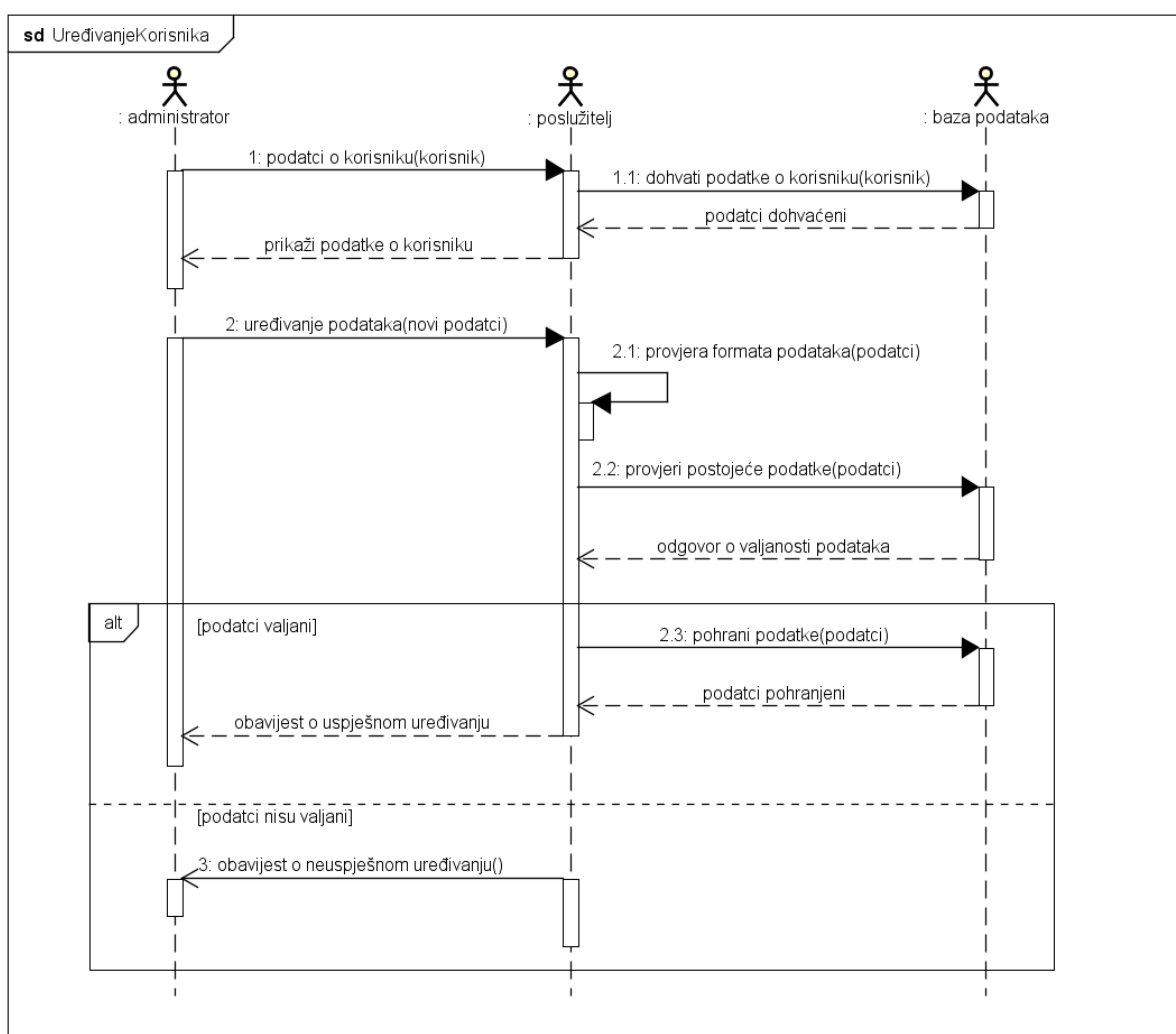 sd UređivanjeKorisnika
: administrator
: poslužitelj
: baza podataka
1: podatci o korisniku(korisnik)
1.1: dohvati podatke o korisniku(korisnik)
podatci dohvaćeni
prikaži podatke o korisniku
2: uređivanje podataka(novi podatci)
2.1: provjera formata podataka(podatci)
2.2: provjeri postojeće podatke(podatci)
odgovor o valjanosti podataka
alt
[podatci valjani]
2.3: pohrani podatke(podatci)
podatci pohranjeni
obavijest o uspješnom uređivanju
[podatci nisu valjani]
3: obavijest o neuspješnom uređivanju()